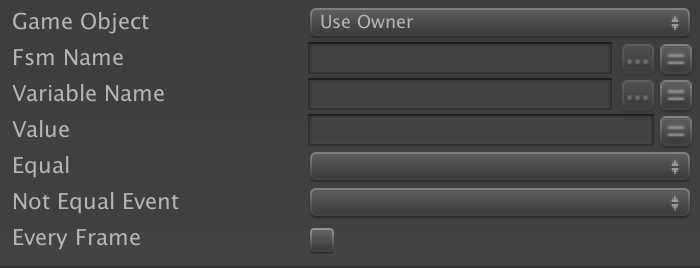 Game Object Use Owner
Fsm Name
Variable Name
Value
Equal
Not Equal Event
Every Frame